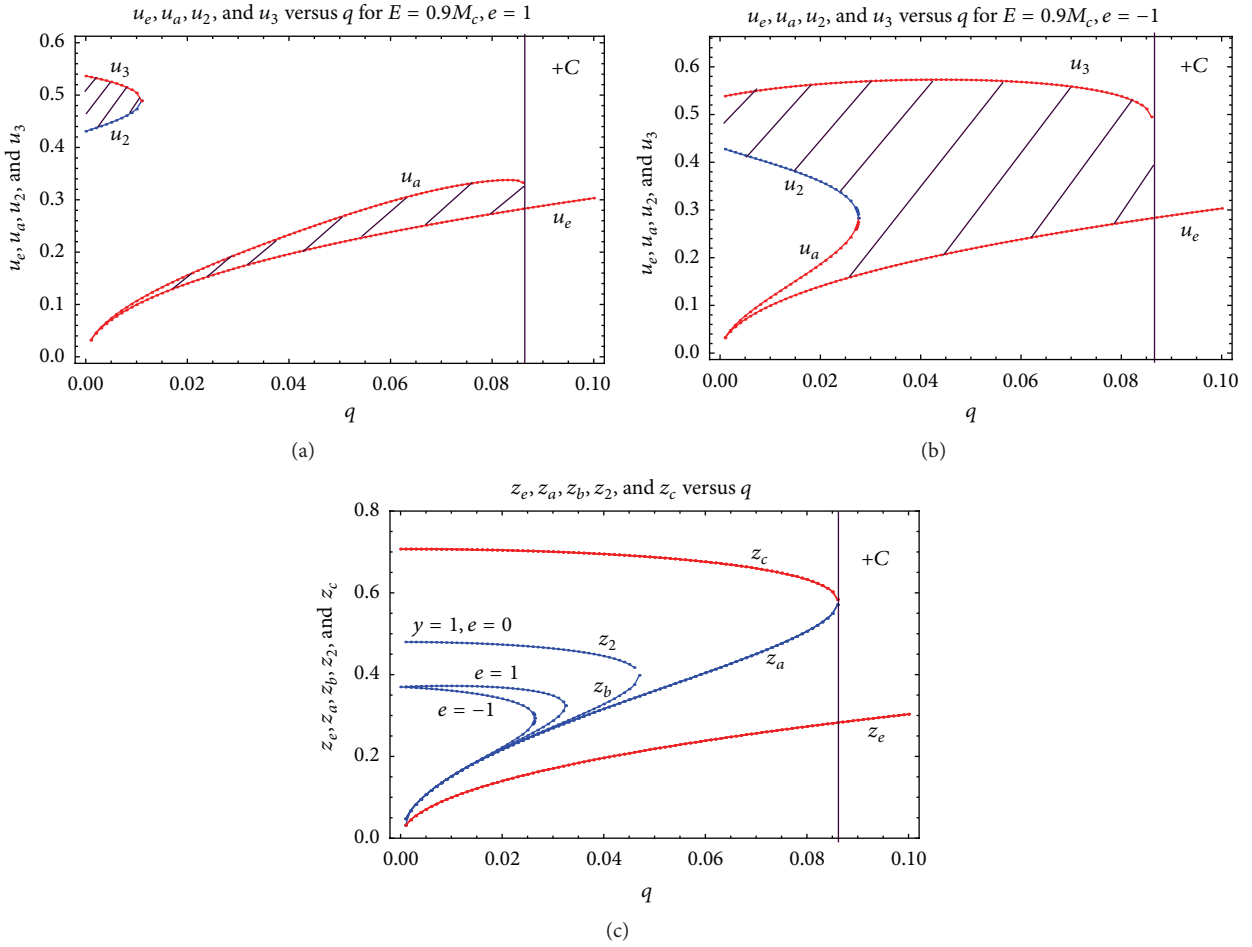 u_e, u_a, u_2, and u_3 versus q for E = 0.9M_c, e = 1
u_e, u_a, u_2, and u_3
0.6
0.5
0.4
0.3
0.2
0.1
0.0
u_3
u_2
u_a
u_e
+C
0.00 0.02 0.04 0.06 0.08 0.10
q
(a)
u_e, u_a, u_2, and u_3 versus q for E = 0.9M_c, e = −1
u_e, u_a, u_2, and u_3
0.6
0.5
0.4
0.3
0.2
0.1
0.0
u_3
u_2
u_a
u_e
+C
0.00 0.02 0.04 0.06 0.08 0.10
q
(b)
z_e, z_a, z_b, z_2, and z_c versus q
z_e, z_a, z_b, z_2, and z_c
0.8
0.6
0.4
0.2
0.0
z_c
+C
y = 1, e = 0
z_2
e = 1
z_b
z_a
e = −1
z_e
0.00 0.02 0.04 0.06 0.08 0.10
q
(c)